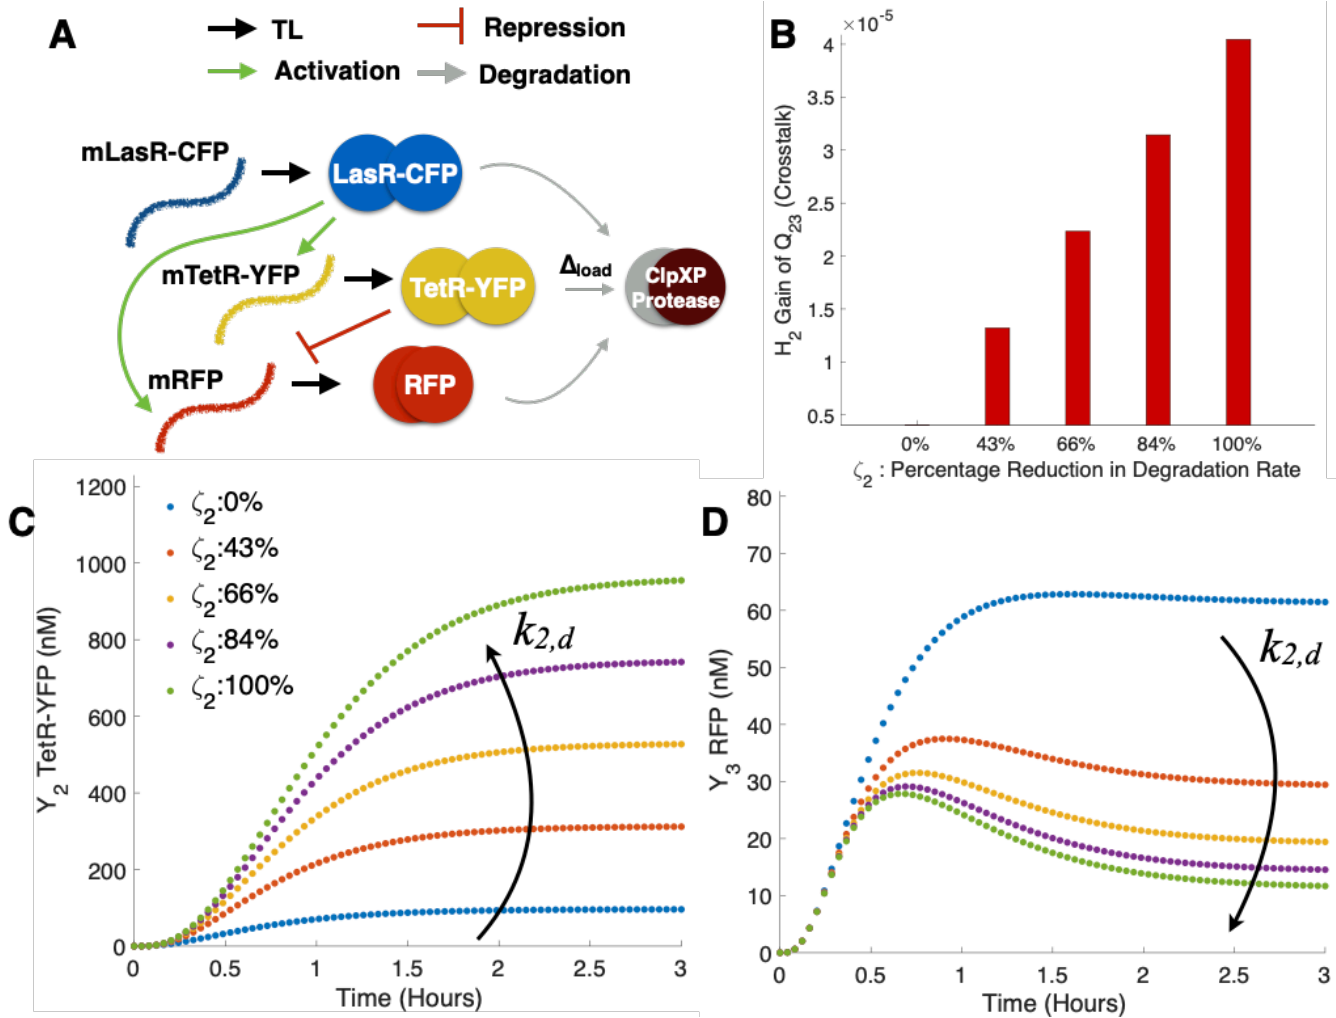 A
TL
Repression
Activation
Degradation
mLasR-CFP
LasR-CFP
mTetR-YFP
TetR-YFP
Δload
ClpXP
Protease
mRFP
RFP
B
×10-5
4
3.5
3
2.5
2
1.5
1
0.5
H2 Gain of Q23 (Crosstalk)
0% 43% 66% 84% 100%
ζ2 : Percentage Reduction in Degradation Rate
C
1200
1000
800
600
400
200
0
Y2 TetR-YFP (nM)
ζ2:0%
ζ2:43%
ζ2:66%
ζ2:84%
ζ2:100%
k2,d
0 0.5 1 1.5 2 2.5 3
Time (Hours)
D
80
70
60
50
40
30
20
10
0
Y3 RFP (nM)
k2,d
0 0.5 1 1.5 2 2.5 3
Time (Hours)